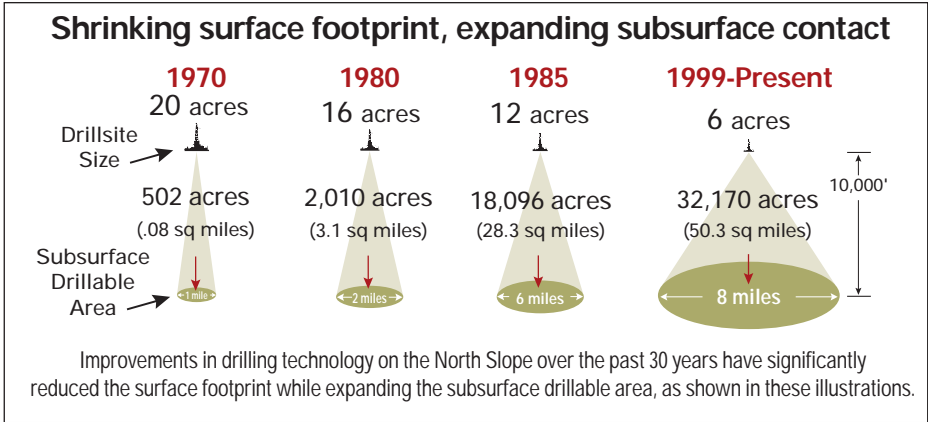 Shrinking surface footprint, expanding subsurface contact
1970
20 acres
1980
16 acres
1985
12 acres
1999-Present
6 acres
Drillsite
Size
10,000'
502 acres
(.08 sq miles)
2,010 acres
(3.1 sq miles)
18,096 acres
(28.3 sq miles)
32,170 acres
(50.3 sq miles)
Subsurface
Drillable
Area
1 mile
2 miles
6 miles
8 miles
Improvements in drilling technology on the North Slope over the past 30 years have significantly
reduced the surface footprint while expanding the subsurface drillable area, as shown in these illustrations.